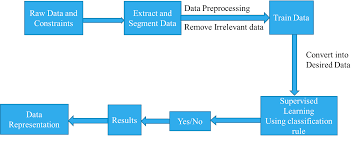 Raw Data and
Constraints
Extract and
Segment Data
Data Preprocessing
Remove Irrelevant data
Train Data
Convert into
Desired Data
Supervised
Learning
Using classification
rule
Yes/No
Results
Data
Representation